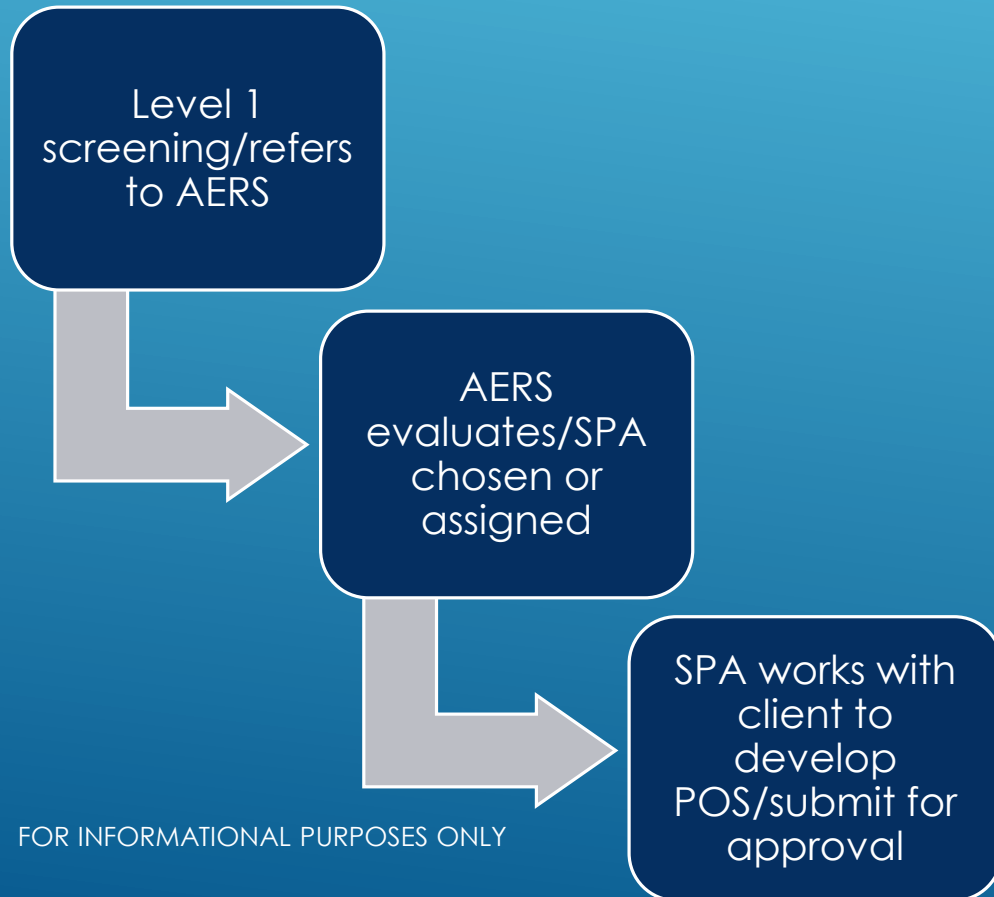 Level 1
screening/refers
to AERS
AERS
evaluates/SPA
chosen or
assigned
SPA works with
client to
develop
POS/submit for
approval
FOR INFORMATIONAL PURPOSES ONLY